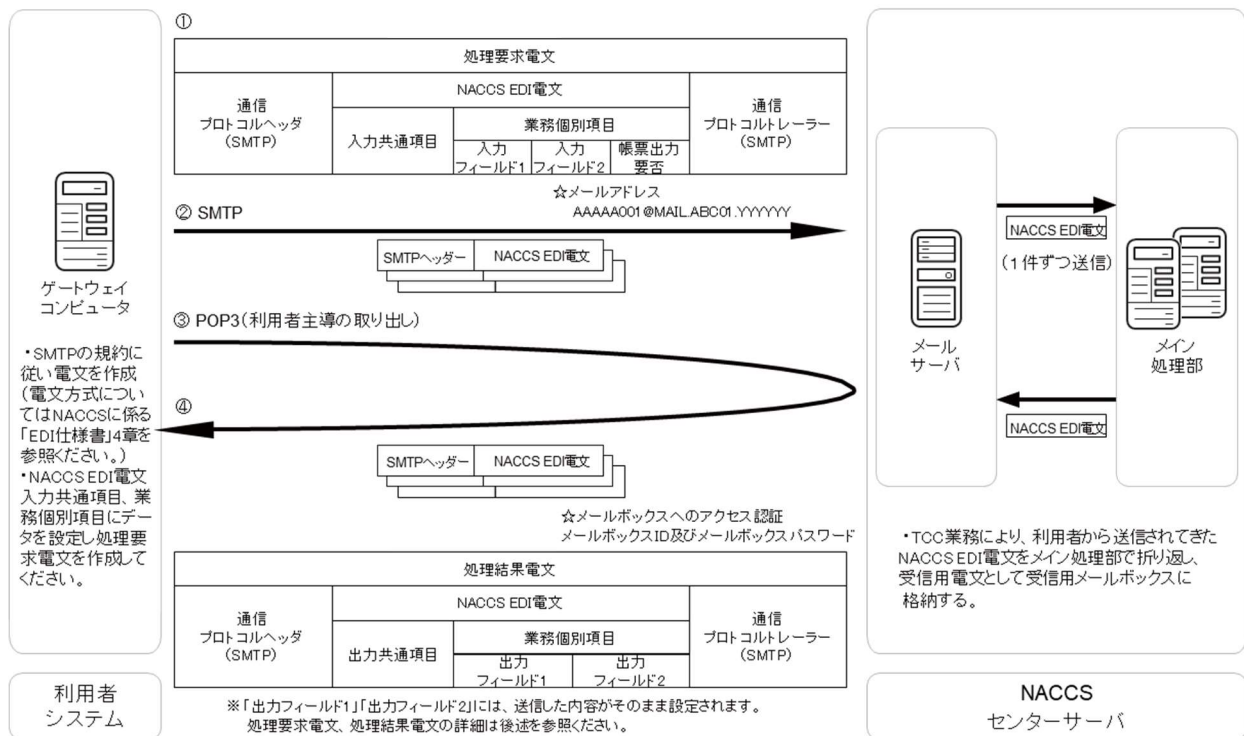 ①
処理要求電文
通信
プロトコルヘッダ
(SMTP)
NACCS EDI電文
入力共通項目
業務個別項目
入力
フィールド1
入力
フィールド2
帳票出力
要否
通信
プロトコルトレーラー
(SMTP)
☆メールアドレス
AAAAA001@MAIL.ABC01.YYYYYY
② SMTP
SMTPヘッダー
NACCS EDI電文
③ POP3(利用者主導の取り出し)
④
SMTPヘッダー
NACCS EDI電文
☆メールボックスへのアクセス認証
メールボックスID及びメールボックスパスワード
処理結果電文
通信
プロトコルヘッダ
(SMTP)
NACCS EDI電文
出力共通項目
業務個別項目
出力
フィールド1
出力
フィールド2
通信
プロトコルトレーラー
(SMTP)
※「出力フィールド1」「出力フィールド2」には、送信した内容がそのまま設定されます。
処理要求電文、処理結果電文の詳細は後述を参照ください。
ゲートウェイ
コンピュータ
・SMTPの規約に
従い電文を作成
(電文方式につい
てはNACCSに係る
「EDI仕様書」4章を
参照ください。)
・NACCS EDI電文
入力共通項目、業
務個別項目にデー
タを設定し処理要
求電文を作成して
ください。
利用者
システム
メール
サーバ
NACCS EDI電文
(1件ずつ送信)
メイン
処理部
NACCS EDI電文
・TCC業務により、利用者から送信されてきた
NACCS EDI電文をメイン処理部で折り返し、
受信用電文として受信用メールボックスに
格納する。
NACCS
センターサーバ